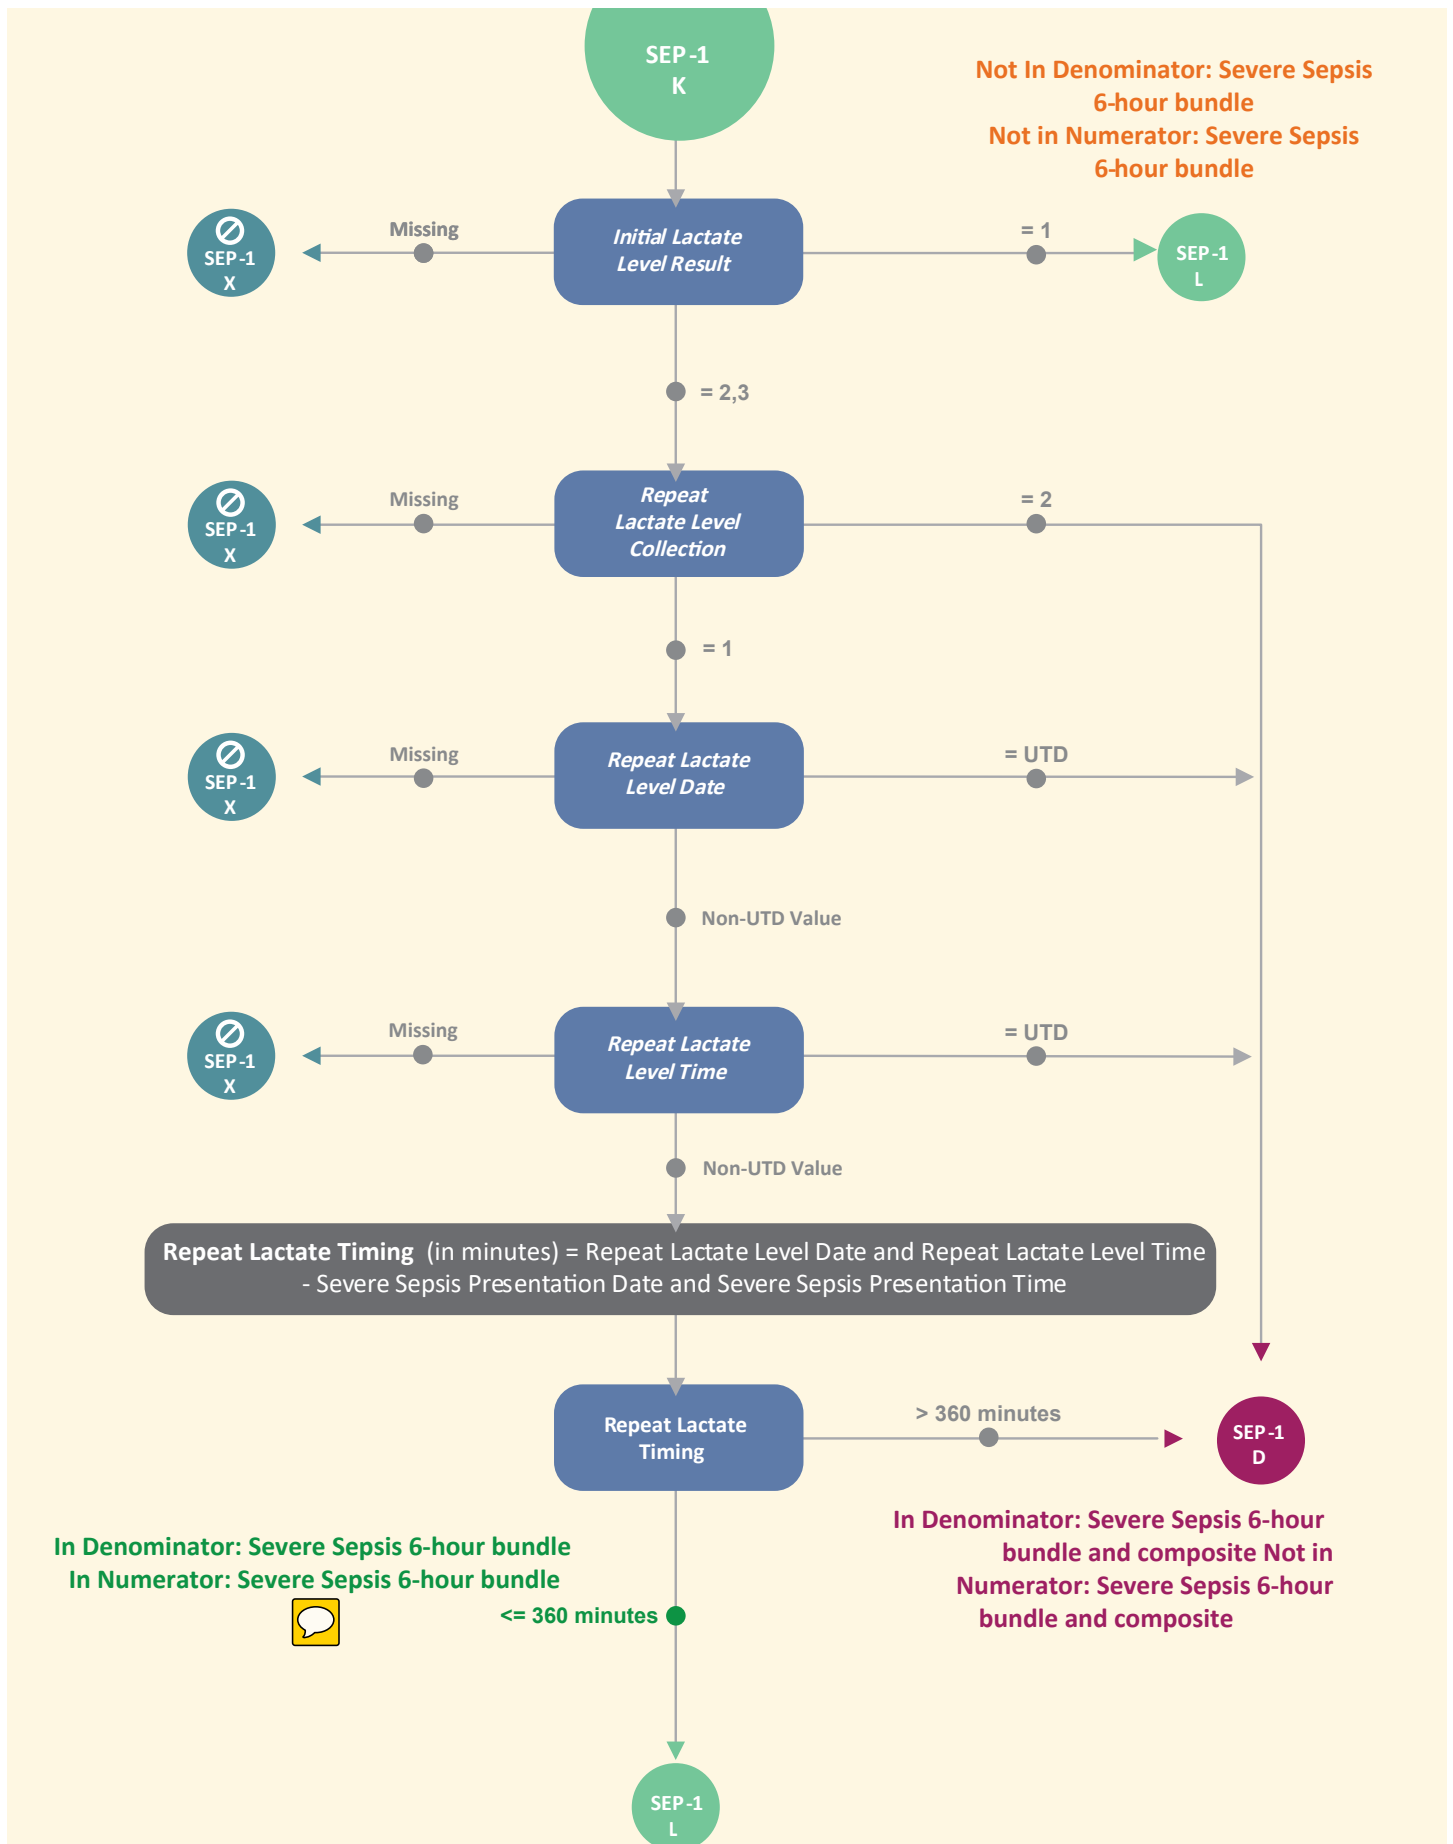 SEP-1
K
Not In Denominator: Severe Sepsis
6-hour bundle
Not in Numerator: Severe Sepsis
6-hour bundle
SEP-1
X
Missing
Initial Lactate
Level Result
= 1
SEP-1
L
= 2,3
SEP-1
X
Missing
Repeat
Lactate Level
Collection
= 2
= 1
SEP-1
X
Missing
Repeat Lactate
Level Date
= UTD
Non-UTD Value
SEP-1
X
Missing
Repeat Lactate
Level Time
= UTD
Non-UTD Value
Repeat Lactate Timing (in minutes) = Repeat Lactate Level Date and Repeat Lactate Level Time
- Severe Sepsis Presentation Date and Severe Sepsis Presentation Time
Repeat Lactate
Timing
> 360 minutes
SEP-1
D
In Denominator: Severe Sepsis 6-hour
bundle and composite Not in
Numerator: Severe Sepsis 6-hour
bundle and composite
In Denominator: Severe Sepsis 6-hour bundle
In Numerator: Severe Sepsis 6-hour bundle
<= 360 minutes
SEP-1
L